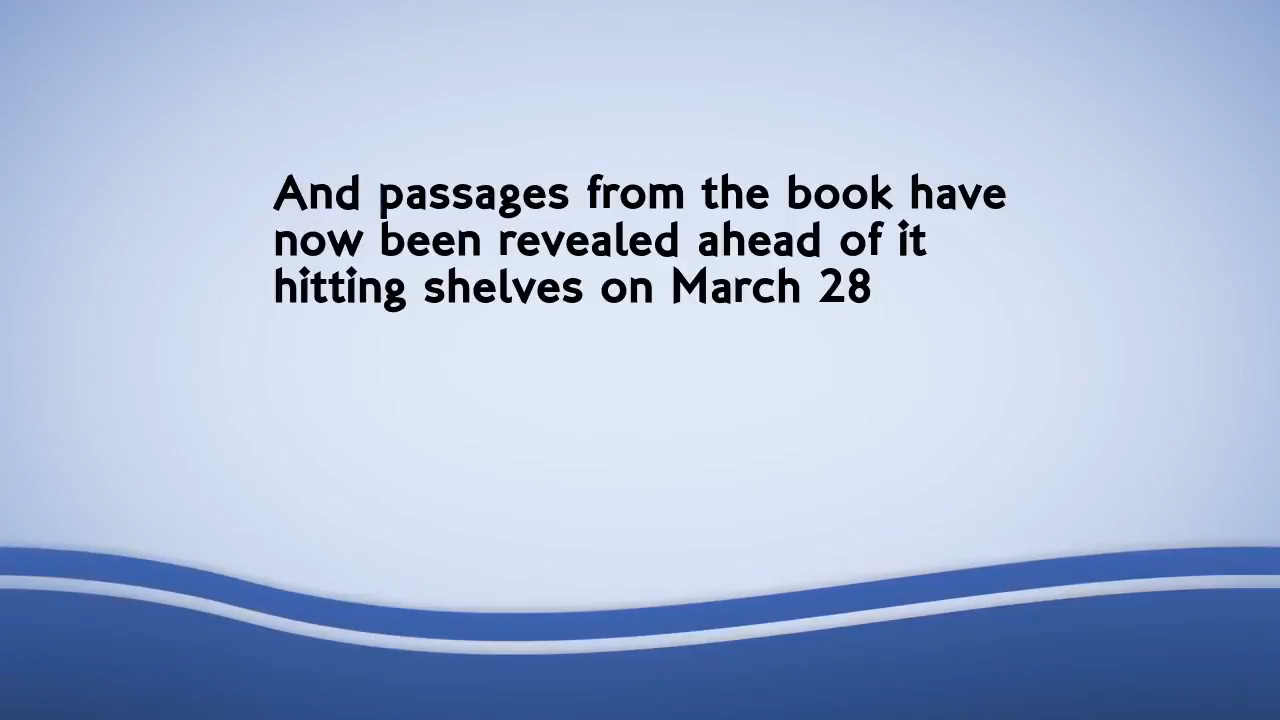 And passages from the book have
now been revealed ahead of it
hitting shelves on March 28